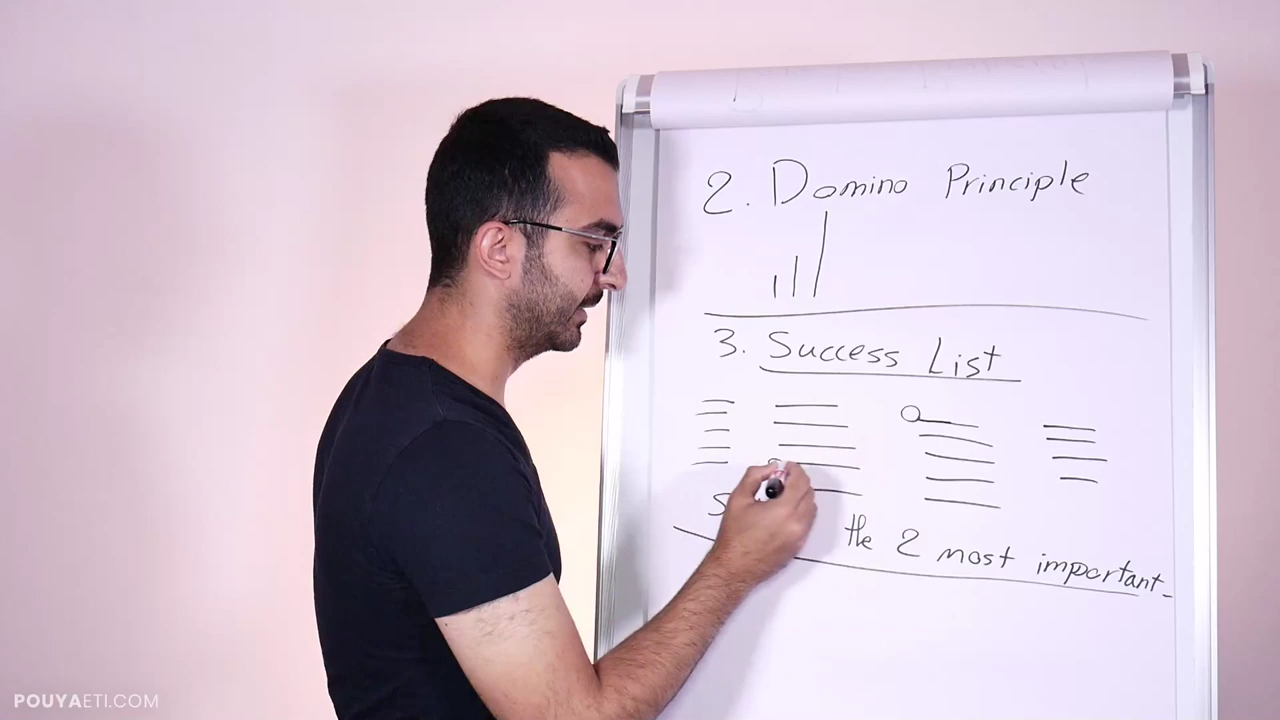 2. Domino Principle
3. Success List
the 2 most important
POUYAETI.COM